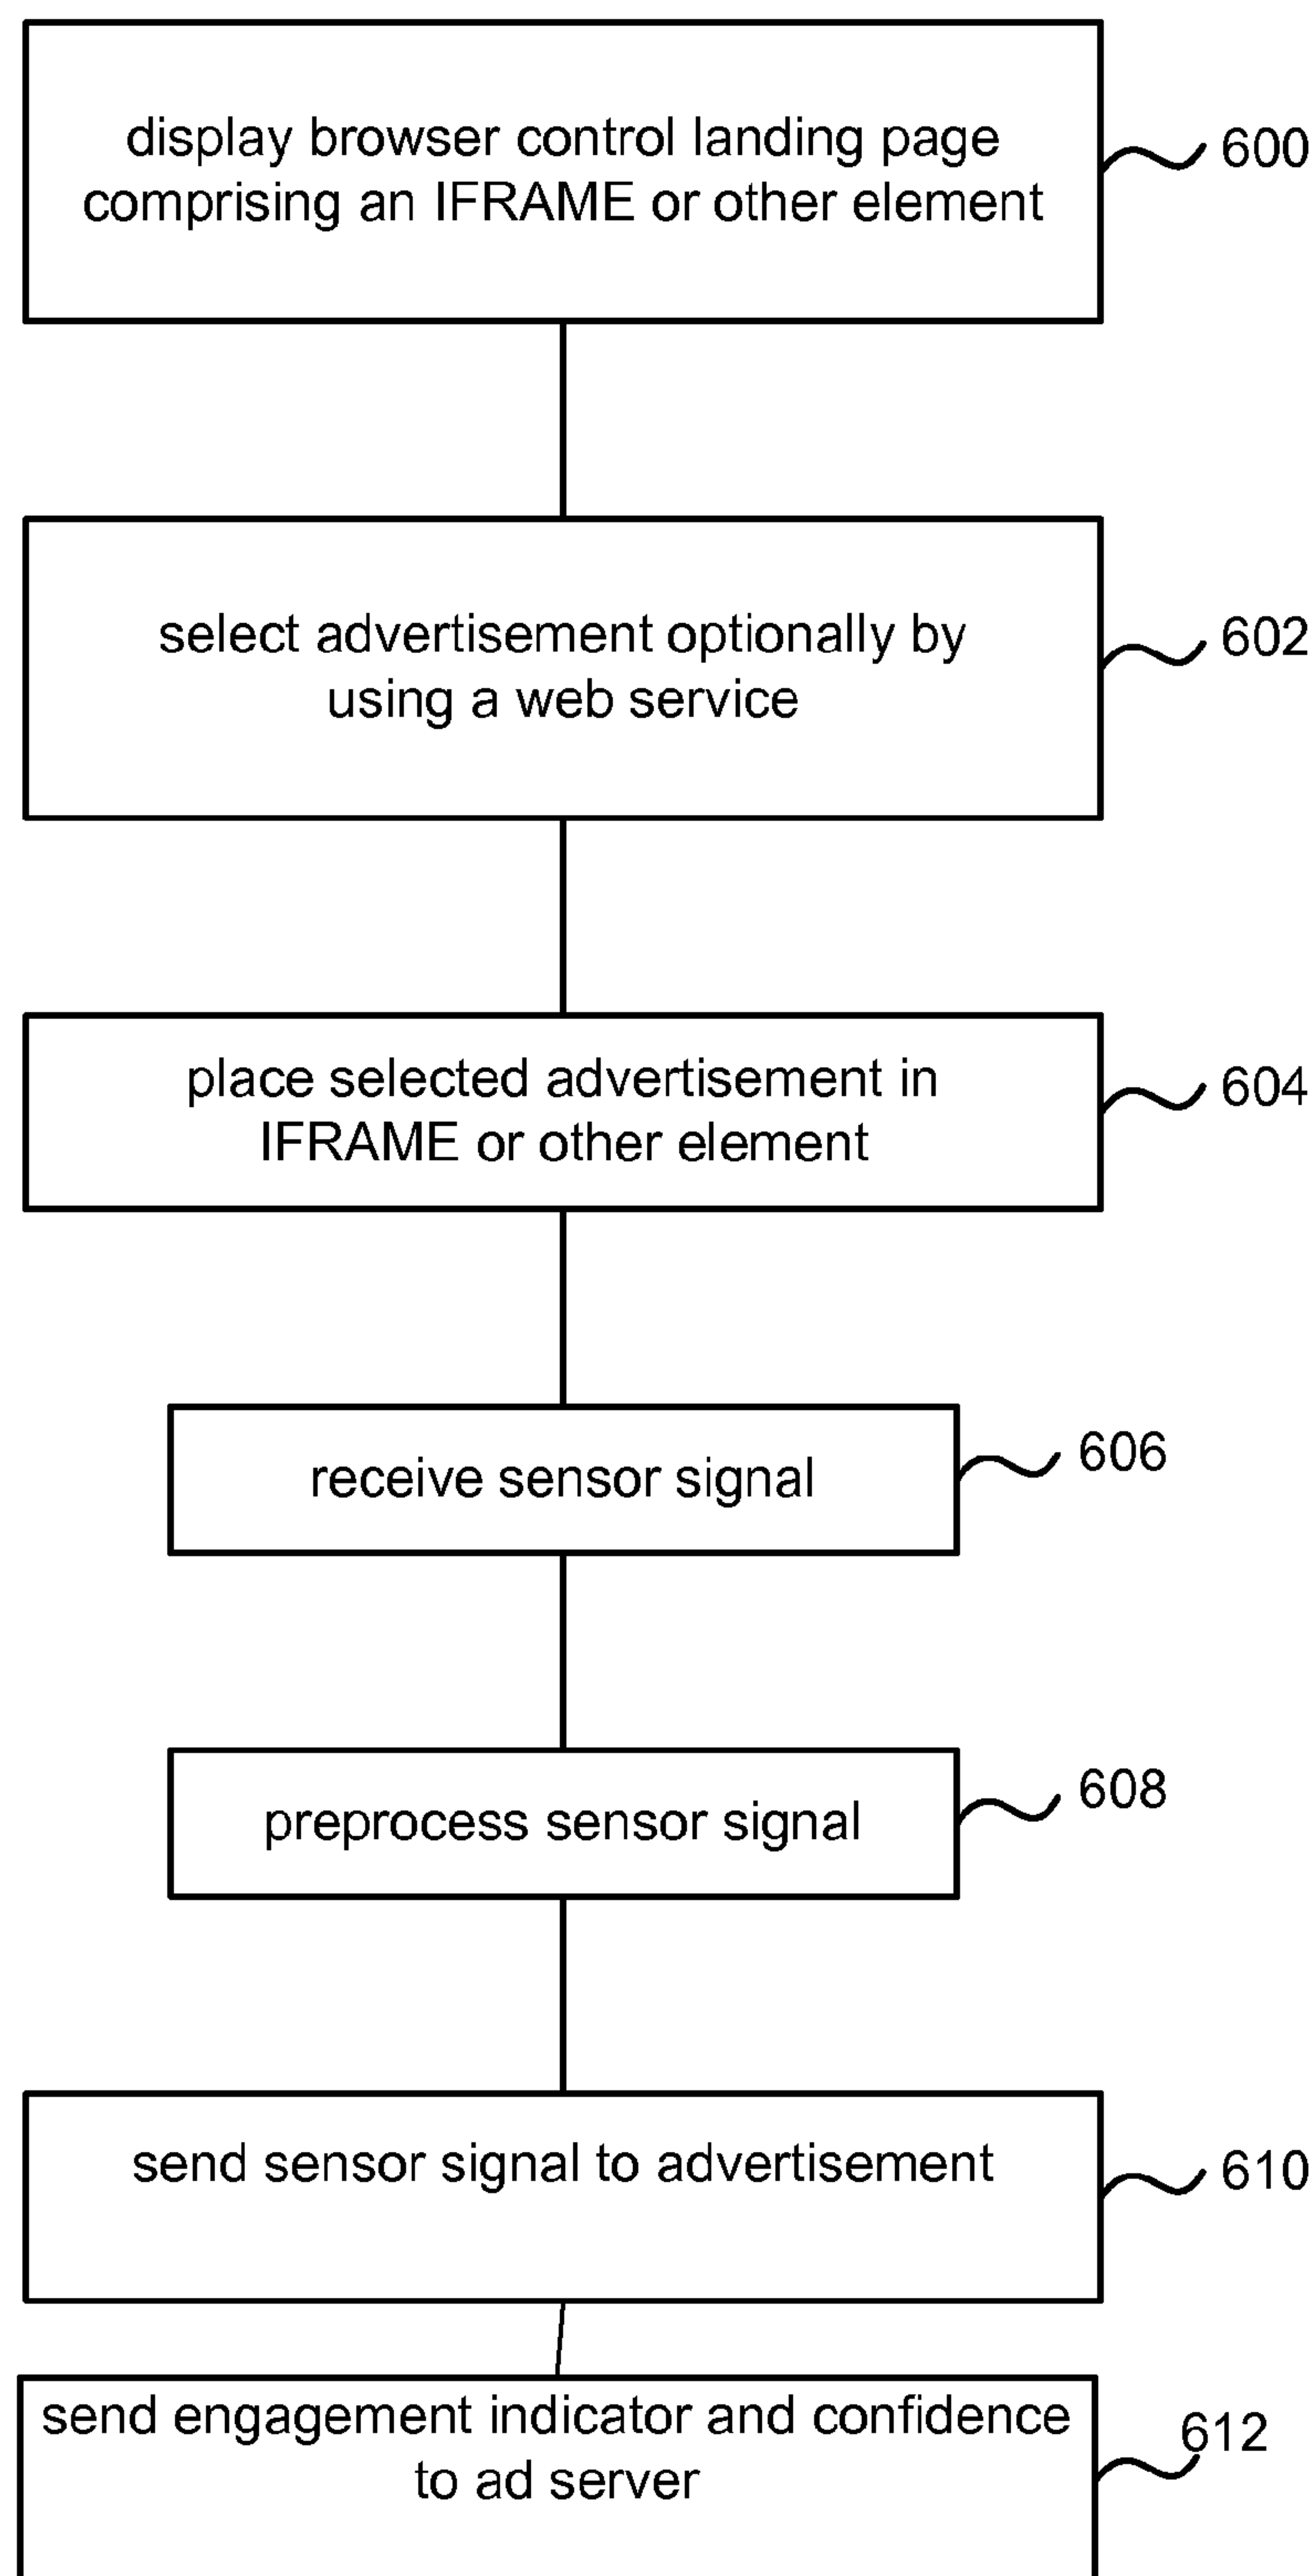 display browser control landing page
comprising an IFRAME or other element
600
select advertisement optionally by
using a web service
602
place selected advertisement in
IFRAME or other element
604
receive sensor signal
606
preprocess sensor signal
608
send sensor signal to advertisement
610
send engagement indicator and confidence
to ad server
612